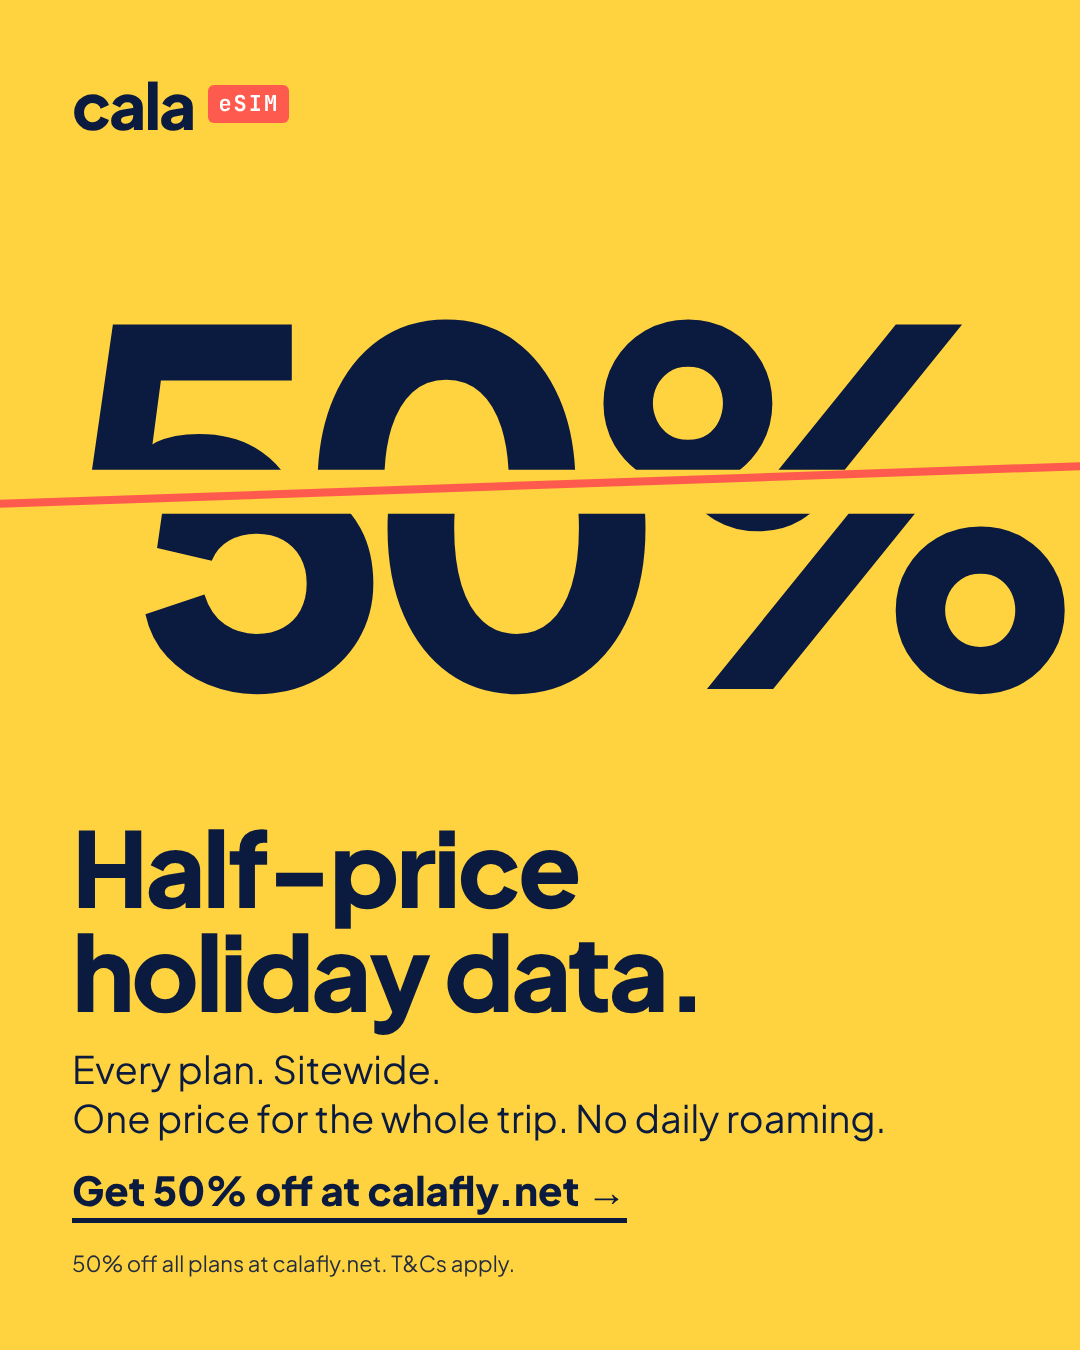 cala eSIM
50%
Half-price
holiday data.
Every plan. Sitewide.
One price for the whole trip. No daily roaming.
Get 50% off at calafly.net →
50% off all plans at calafly.net. T&Cs apply.